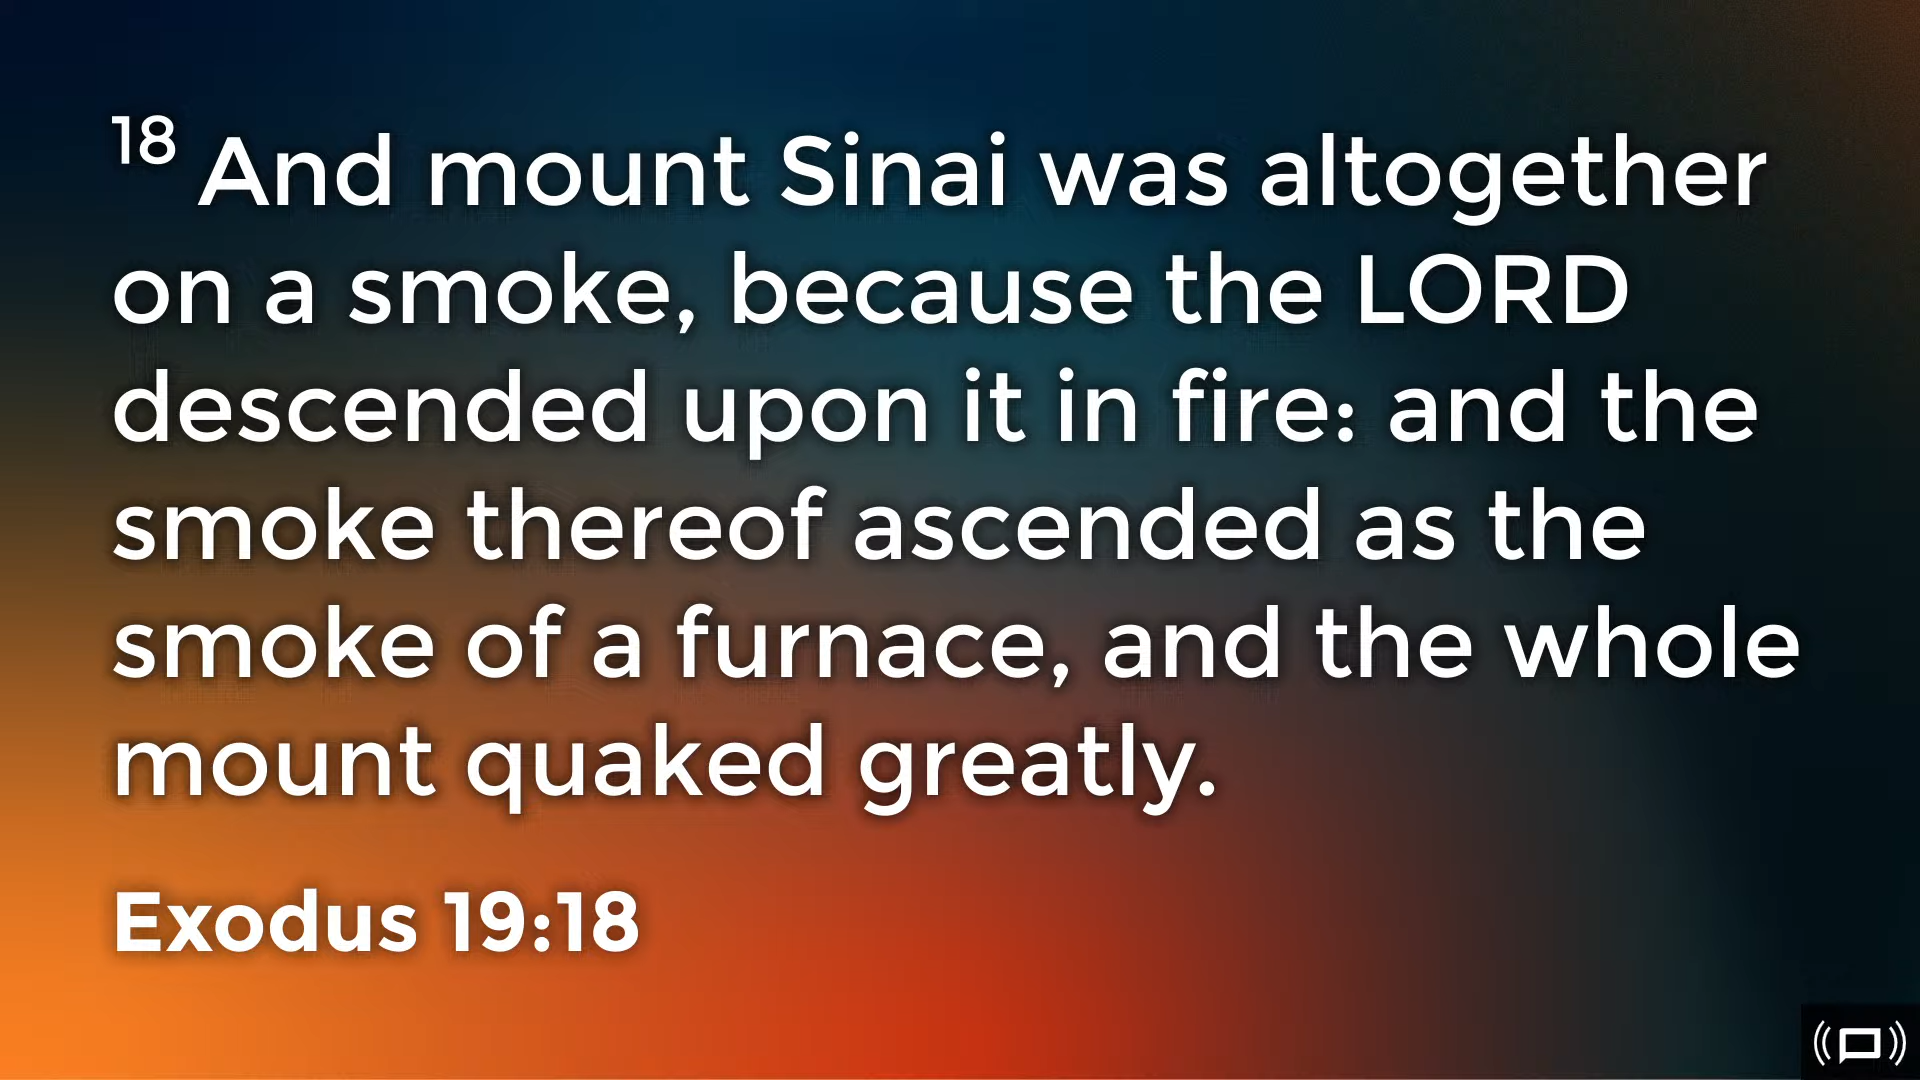 18 And mount Sinai was altogether
on a smoke, because the LORD
descended upon it in fire: and the
smoke thereof ascended as the
smoke of a furnace, and the whole
mount quaked greatly.
Exodus 19:18